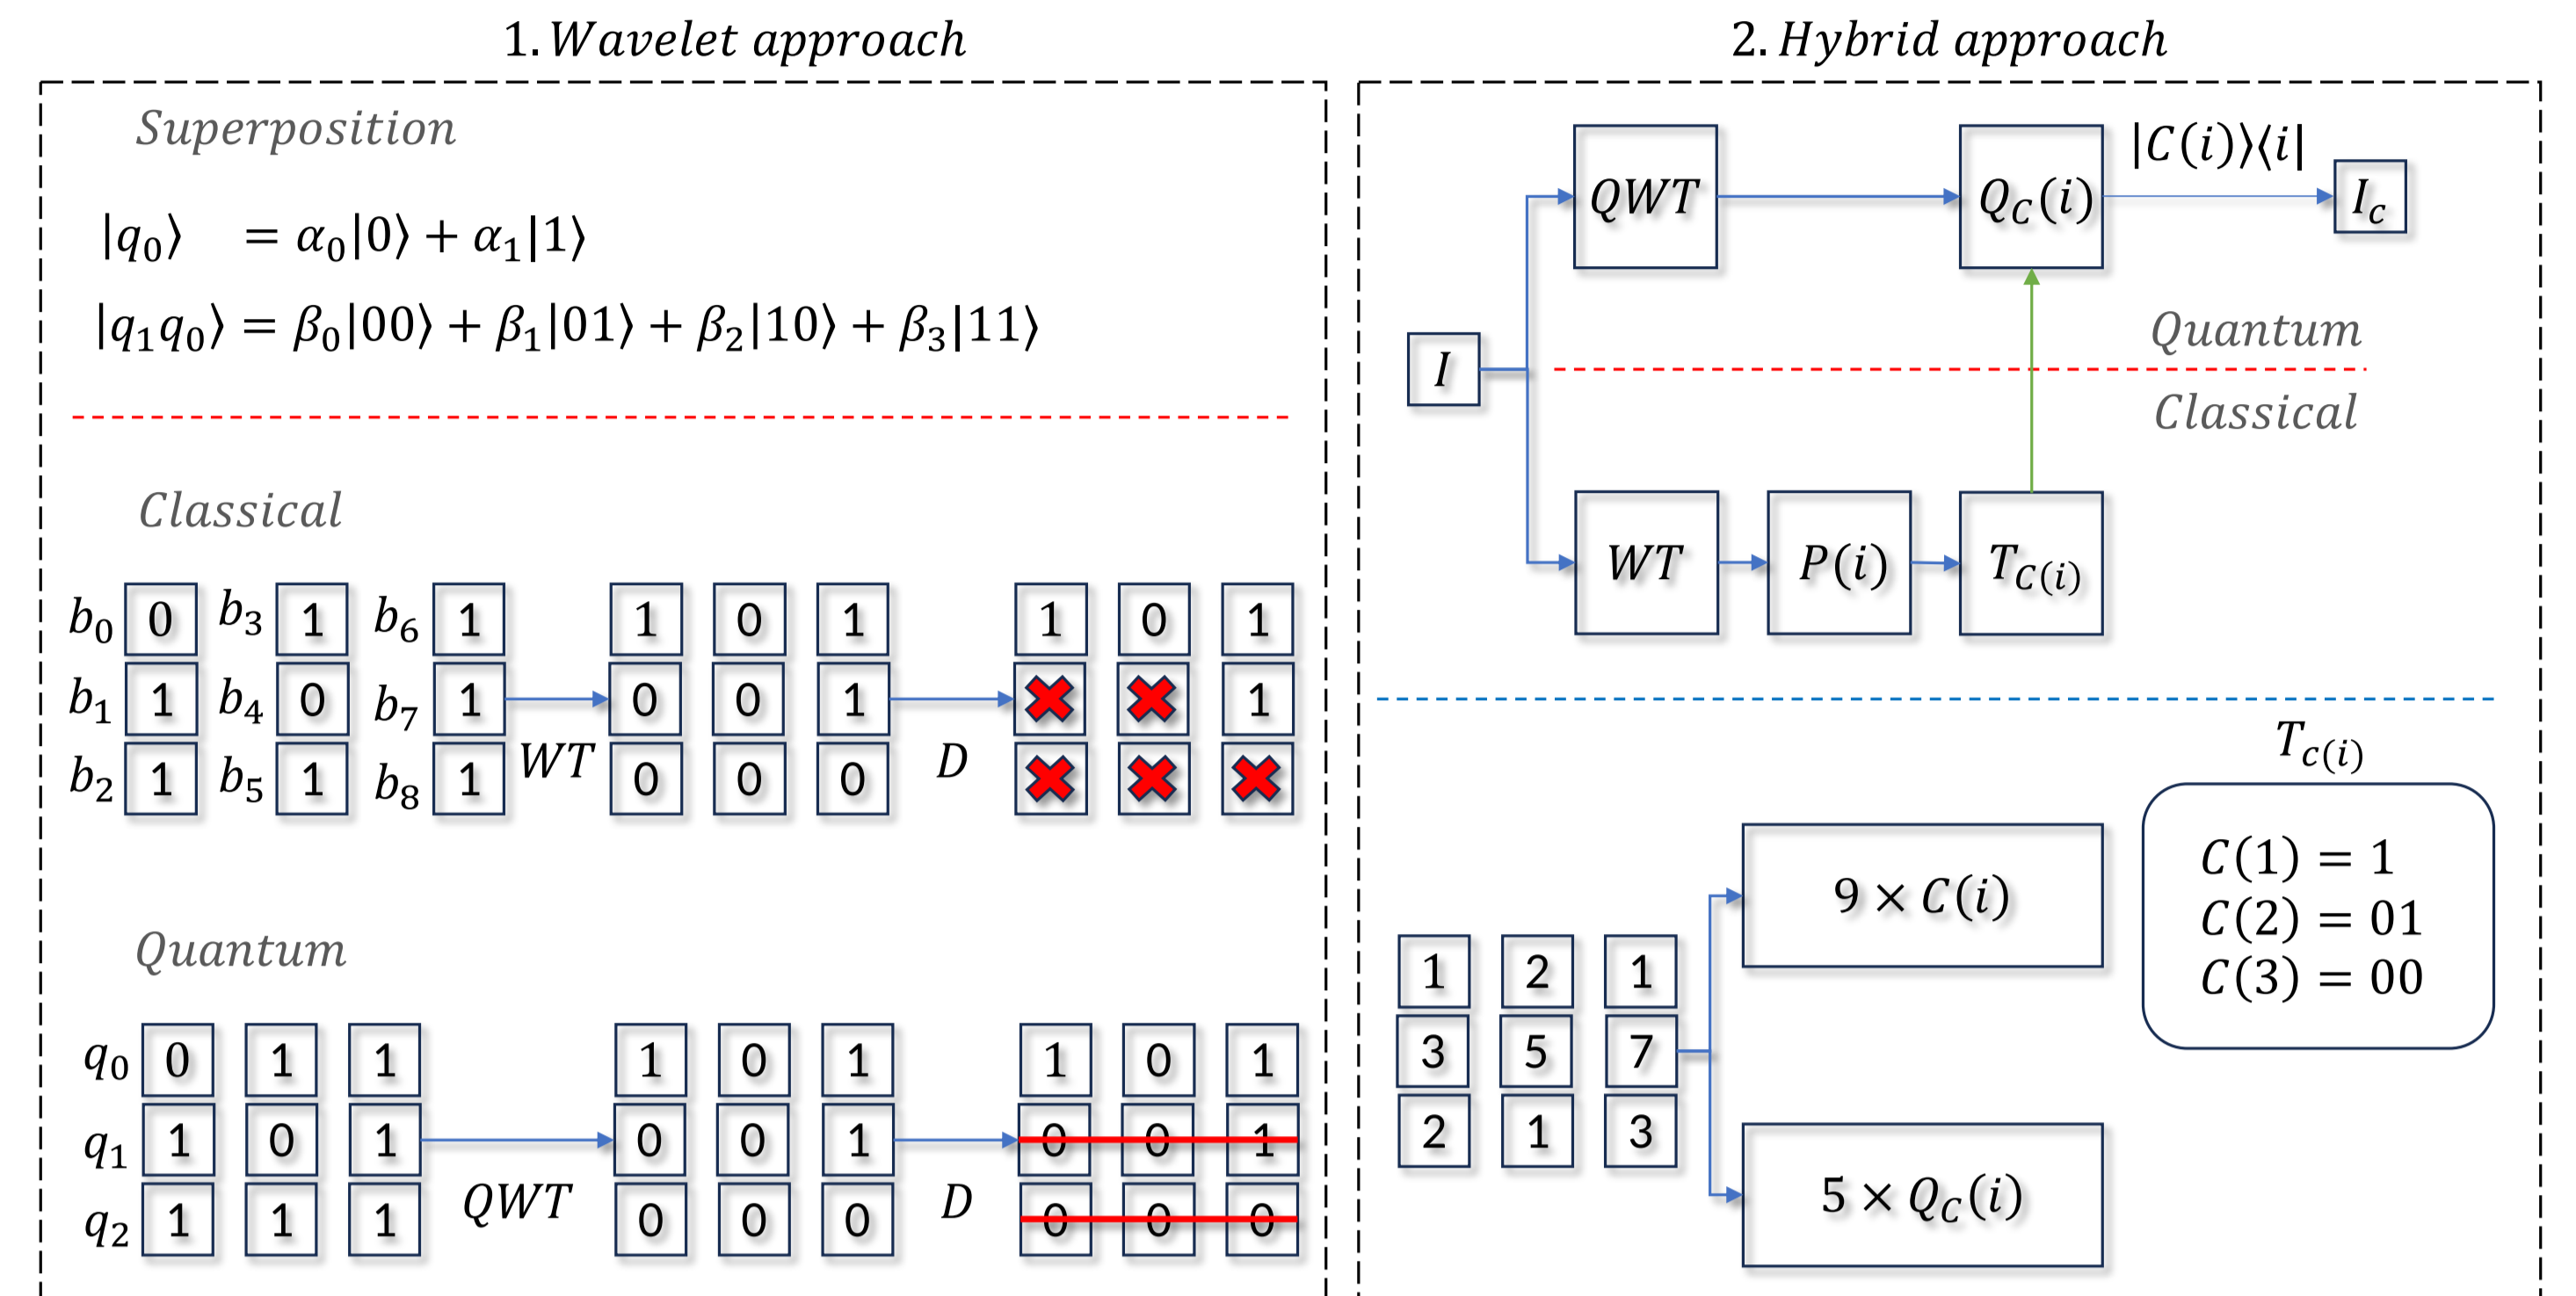 1. Wavelet approach
Superposition
|q₀⟩ = α₀|0⟩ + α₁|1⟩
|q₁q₀⟩ = β₀|00⟩ + β₁|01⟩ + β₂|10⟩ + β₃|11⟩
Classical
b₀ 0 b₃ 1 b₆ 1 1 0 1 1 0 1
b₁ 1 b₄ 0 b₇ 1 0 0 1 1
b₂ 1 b₅ 1 b₈ 1 WT 0 0 0 D
Quantum
q₀ 0 1 1 1 0 1 1 0 1
q₁ 1 0 1 0 0 1 0 0 1
q₂ 1 1 1 QWT 0 0 0 D 0 0 0
2. Hybrid approach
QWT Q_C(i) |C(i)⟩⟨i| I_c
Quantum
I
Classical
WT P(i) T_C(i)
T_c(i)
C(1) = 1
C(2) = 01
C(3) = 00
9 × C(i)
1 2 1
3 5 7
2 1 3
5 × Q_C(i)